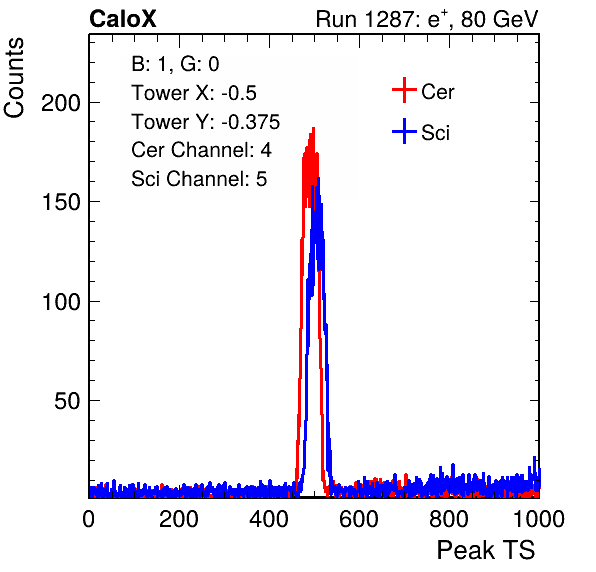 CaloX Run 1287: e⁺, 80 GeV
Counts
B: 1, G: 0
Tower X: -0.5
Tower Y: -0.375
Cer Channel: 4
Sci Channel: 5
Cer
Sci
200
150
100
50
0 200 400 600 800 1000
Peak TS